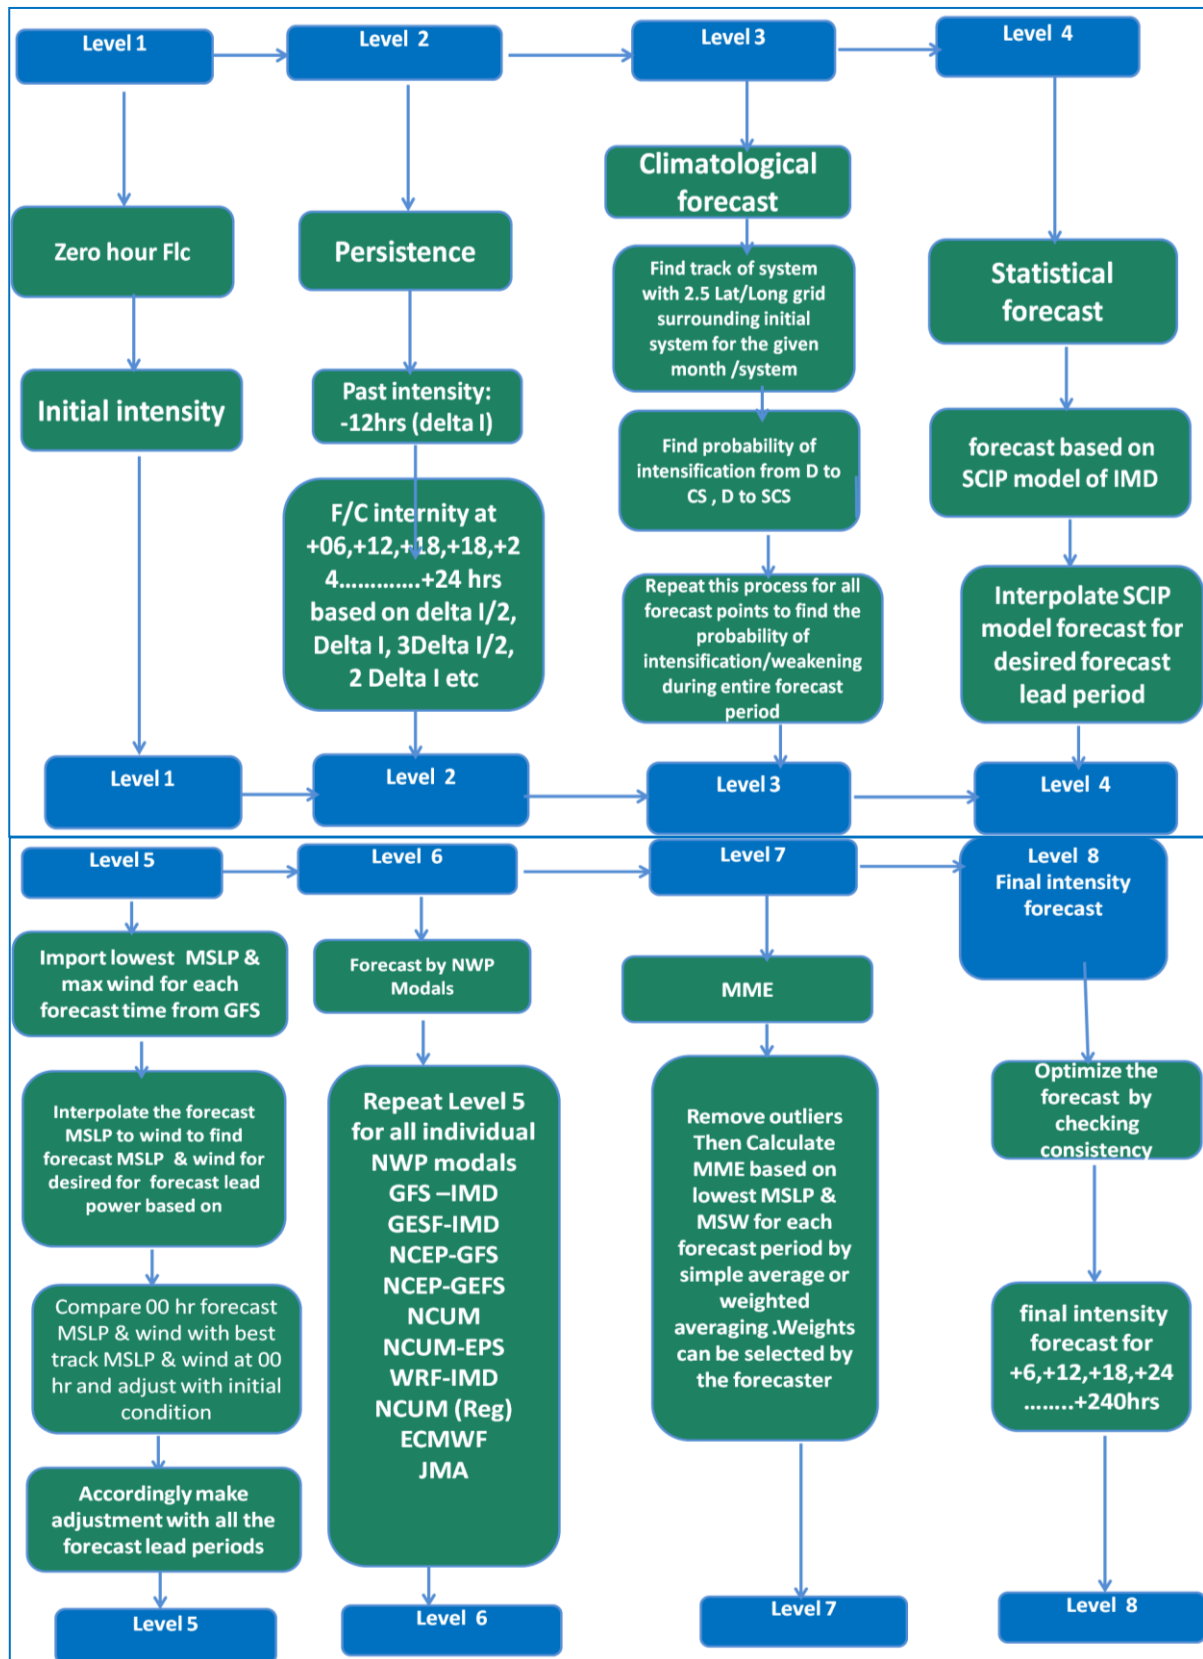 Level 1
Level 2
Level 3
Level 4
Zero hour Flc
Initial intensity
Level 1
Persistence
Past intensity:
-12hrs (delta I)
F/C internity at
+06,+12,+18,+18,+2
4.............+24 hrs
based on delta I/2,
Delta I, 3Delta I/2,
2 Delta I etc
Level 2
Climatological
forecast
Find track of system
with 2.5 Lat/Long grid
surrounding initial
system for the given
month /system
Find probability of
intensification from D to
CS , D to SCS
Repeat this process for all
forecast points to find the
probability of
intensification/weakening
during entire forecast
period
Level 3
Statistical
forecast
forecast based on
SCIP model of IMD
Interpolate SCIP
model forecast for
desired forecast
lead period
Level 4
Level 5
Level 6
Level 7
Level 8
Final intensity
forecast
Import lowest MSLP &
max wind for each
forecast time from GFS
Interpolate the forecast
MSLP to wind to find
forecast MSLP & wind for
desired for forecast lead
power based on
Compare 00 hr forecast
MSLP & wind with best
track MSLP & wind at 00
hr and adjust with initial
condition
Accordingly make
adjustment with all the
forecast lead periods
Level 5
Forecast by NWP
Modals
Repeat Level 5
for all individual
NWP modals
GFS –IMD
GESF-IMD
NCEP-GFS
NCEP-GEFS
NCUM
NCUM-EPS
WRF-IMD
NCUM (Reg)
ECMWF
JMA
Level 6
MME
Remove outliers
Then Calculate
MME based on
lowest MSLP &
MSW for each
forecast period by
simple average or
weighted
averaging .Weights
can be selected by
the forecaster
Level 7
Optimize the
forecast by
checking
consistency
final intensity
forecast for
+6,+12,+18,+24
........+240hrs
Level 8